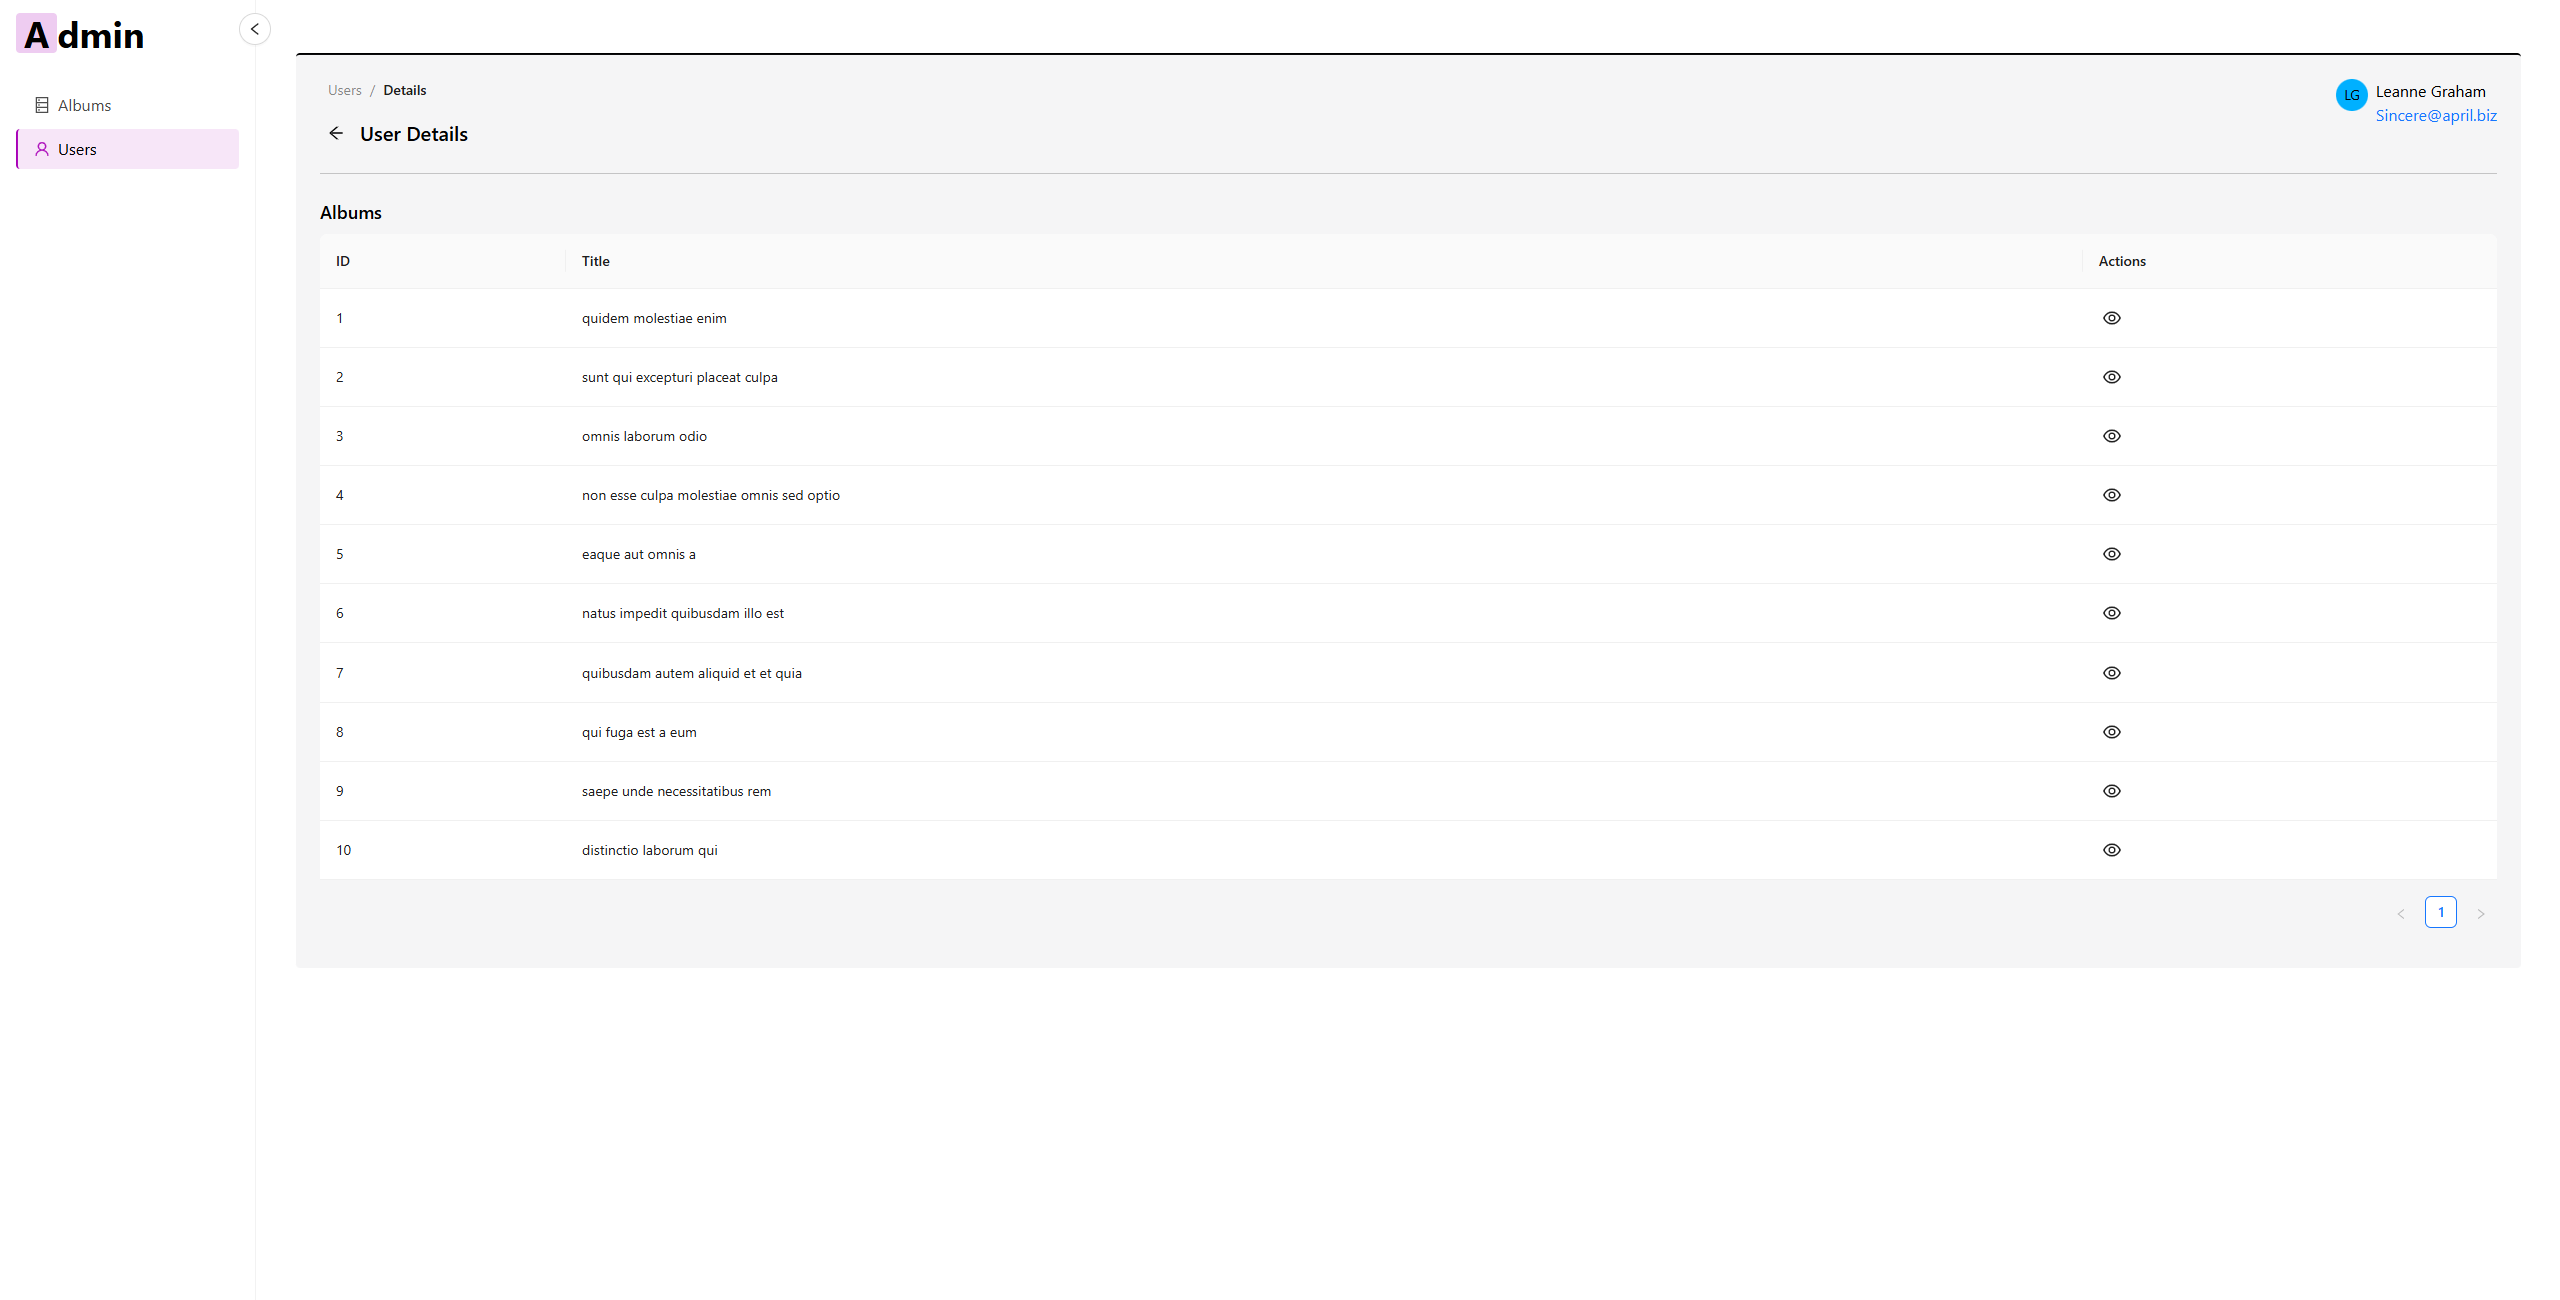 Admin
Albums
Users
Users / Details
User Details
LG
Leanne Graham
Sincere@april.biz
Albums
ID Title Actions
1 quidem molestiae enim
2 sunt qui excepturi placeat culpa
3 omnis laborum odio
4 non esse culpa molestiae omnis sed optio
5 eaque aut omnis a
6 natus impedit quibusdam illo est
7 quibusdam autem aliquid et et quia
8 qui fuga est a eum
9 saepe unde necessitatibus rem
10 distinctio laborum qui
1